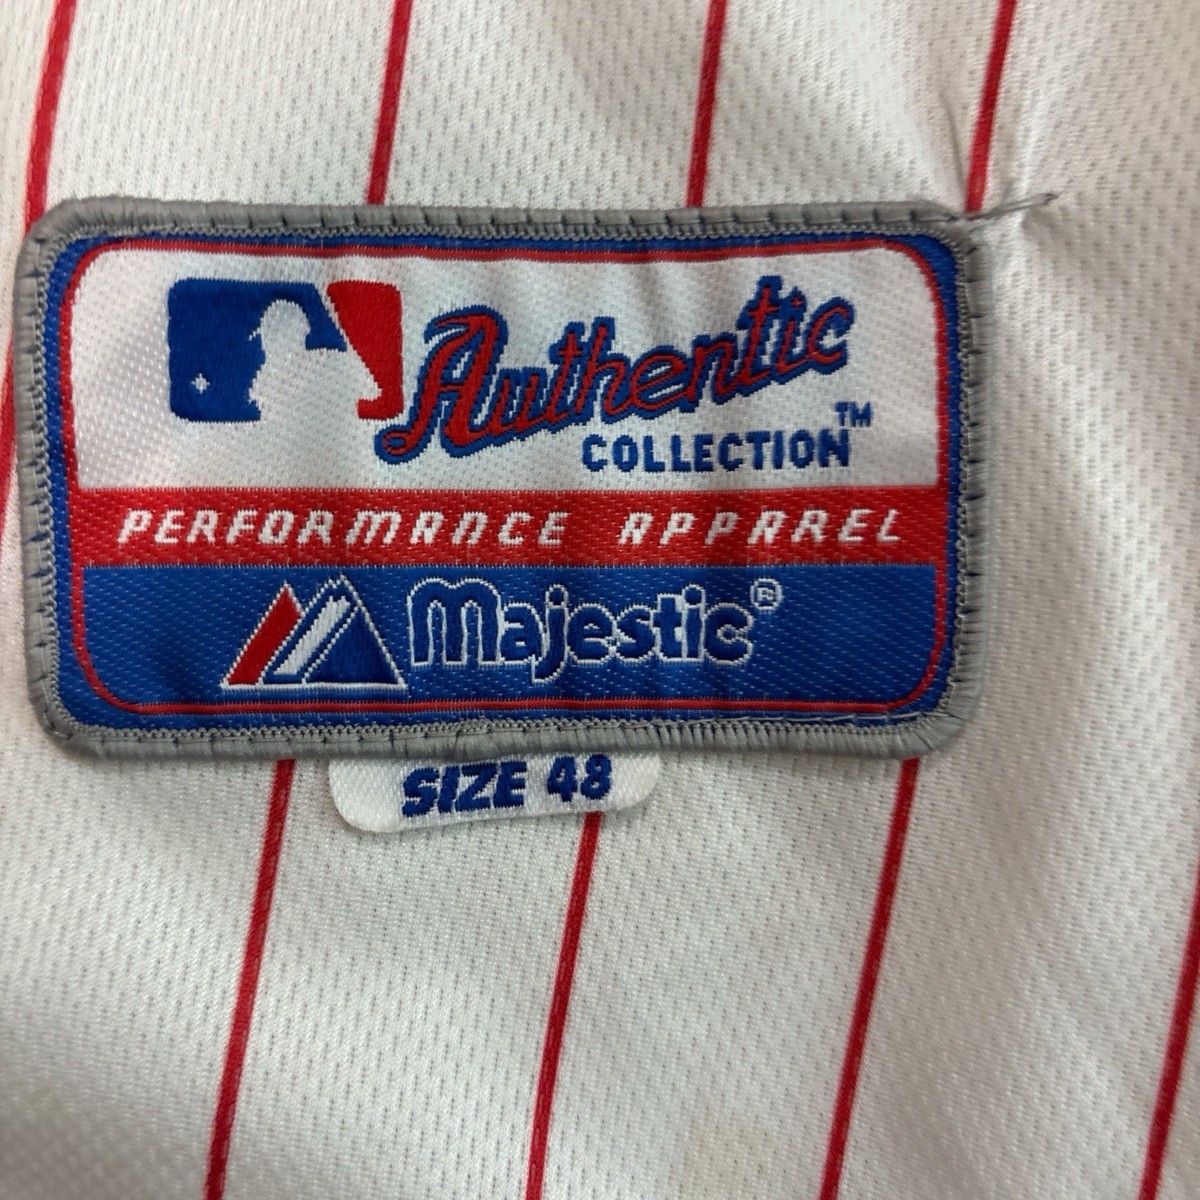 Authentic
COLLECTION™
PERFORMANCE APPAREL
Majestic®
SIZE 48